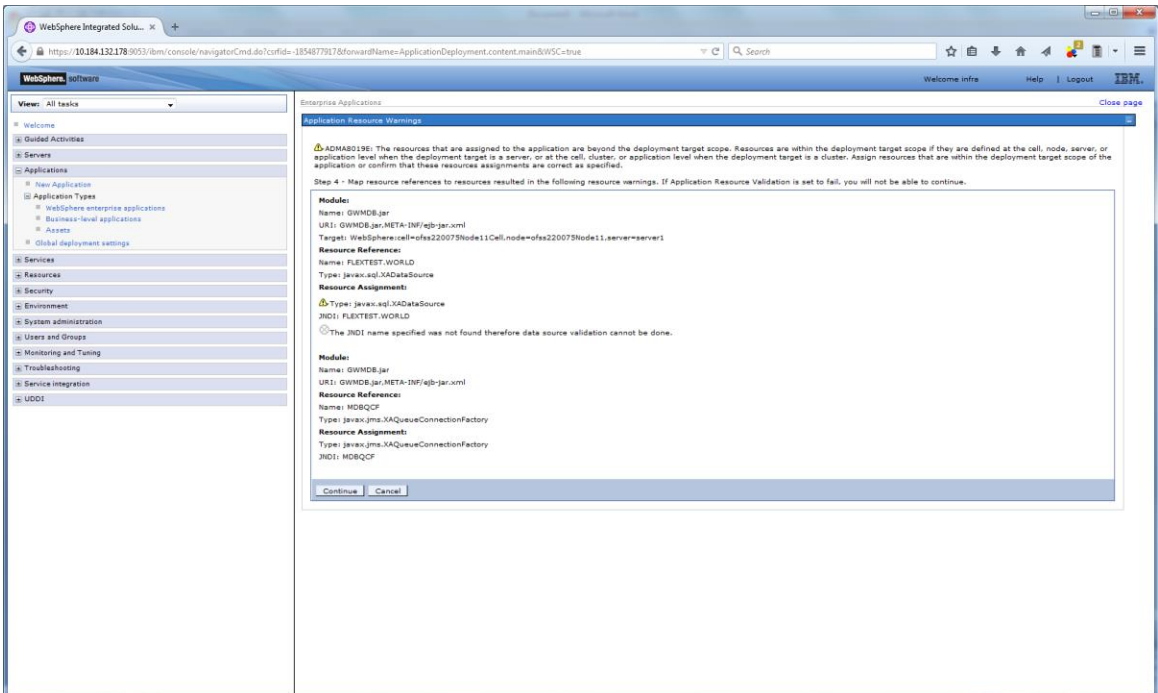 WebSphere Integrated Solu... × +
https://10.184.132.178:9053/ibm/console/navigatorCmd.do?csrfid=-1854877917&forwardName=ApplicationDeployment.content.main&WSC=true
Search
WebSphere. software
Welcome infra
Help | Logout
IBM.
View: All tasks
Welcome
Guided Activities
Servers
Applications
New Application
Application Types
WebSphere enterprise applications
Business-level applications
Assets
Global deployment settings
Services
Resources
Security
Environment
System administration
Users and Groups
Monitoring and Tuning
Troubleshooting
Service integration
UDDI
Enterprise Applications
Close page
Application Resource Warnings
ADMA8019E: The resources that are assigned to the application are beyond the deployment target scope. Resources are within the deployment target scope if they are defined at the cell, node, server, or
application level when the deployment target is a server, or at the cell, cluster, or application level when the deployment target is a cluster. Assign resources that are within the deployment target scope of the
application or confirm that these resources assignments are correct as specified.
Step 4 - Map resource references to resources resulted in the following resource warnings. If Application Resource Validation is set to fail, you will not be able to continue.
Module:
Name: GWMDB.jar
URI: GWMDB.jar,META-INF/ejb-jar.xml
Target: WebSphere:cell=ofss220075Node11Cell,node=ofss220075Node11,server=server1
Resource Reference:
Name: FLEXTEST.WORLD
Type: javax.sql.XADataSource
Resource Assignment:
Type: javax.sql.XADataSource
JNDI: FLEXTEST.WORLD
The JNDI name specified was not found therefore data source validation cannot be done.
Module:
Name: GWMDB.jar
URI: GWMDB.jar,META-INF/ejb-jar.xml
Resource Reference:
Name: MDBQCF
Type: javax.jms.XAQueueConnectionFactory
Resource Assignment:
Type: javax.jms.XAQueueConnectionFactory
JNDI: MDBQCF
Continue Cancel